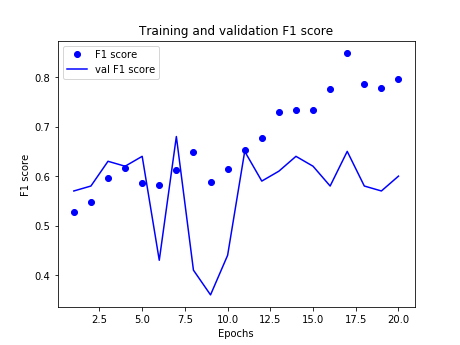 Training and validation F1 score
F1 score
val F1 score
F1 score
0.8
0.7
0.6
0.5
0.4
2.5 5.0 7.5 10.0 12.5 15.0 17.5 20.0
Epochs